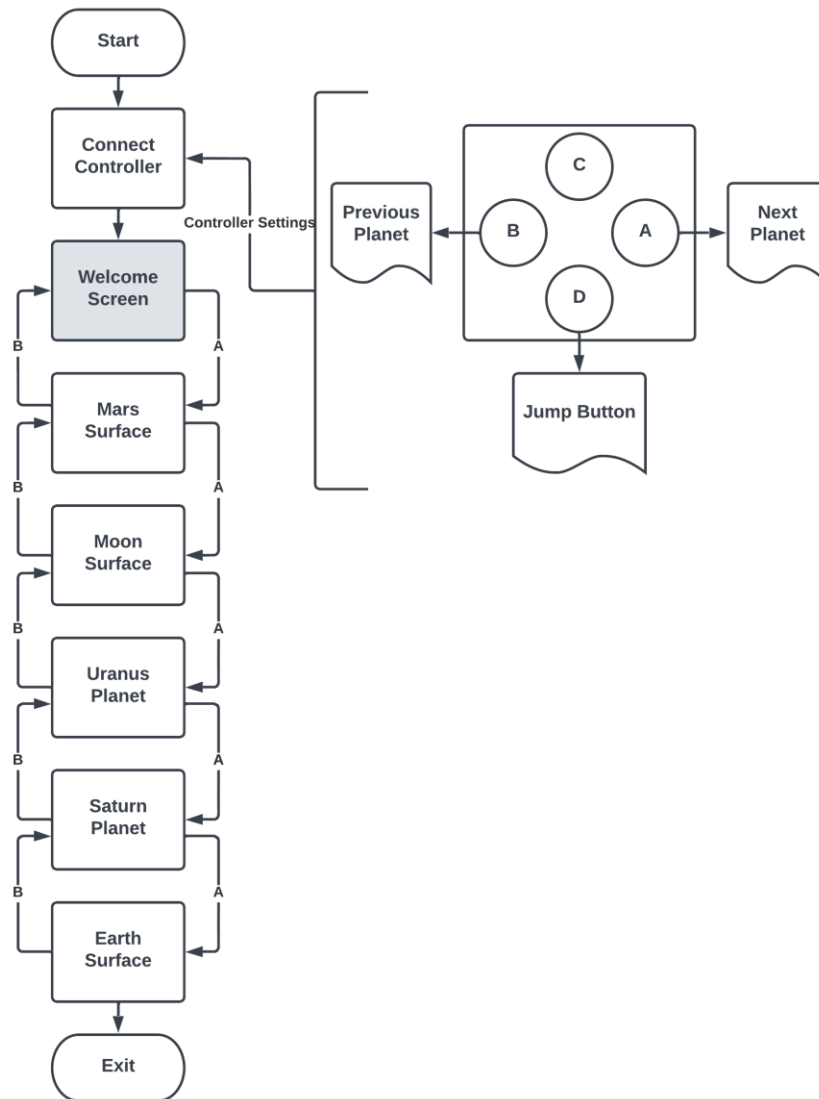 Start
Connect
Controller
Controller Settings
Welcome
Screen
B
A
Mars
Surface
B
A
Moon
Surface
B
A
Uranus
Planet
B
A
Saturn
Planet
B
A
Earth
Surface
Exit
C
Previous
Planet
B
A
Next
Planet
D
Jump Button